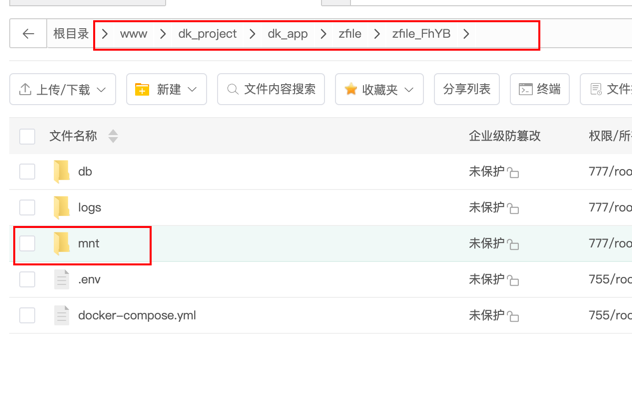 根目录 www dk_project dk_app zfile zfile_FhYB
上传/下载 新建 文件内容搜索 收藏夹 分享列表 终端
文件名称 企业级防篡改 权限/所
db 未保护 777/roo
logs 未保护 777/roo
mnt 未保护 777/roo
.env 未保护 755/roo
docker-compose.yml 未保护 755/roo